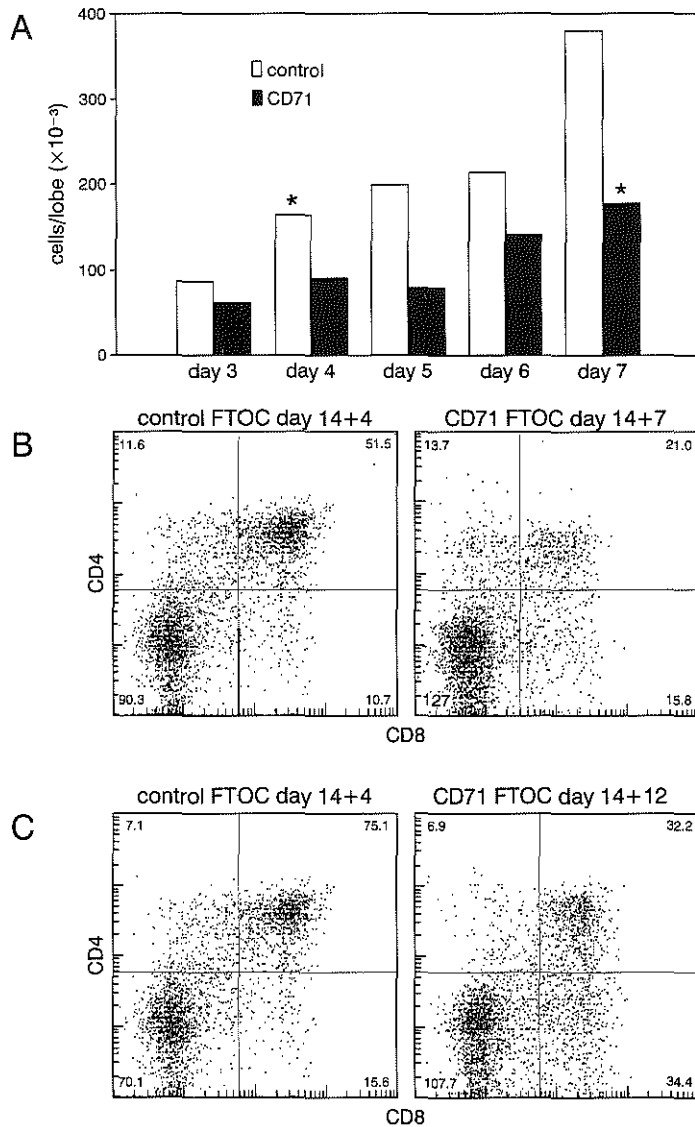 A
400
300
200
100
0
cells/lobe (×10⁻³)
control
CD71
*
*
day 3 day 4 day 5 day 6 day 7
B
control FTOC day 14+4 CD71 FTOC day 14+7
11.6 51.5 13.7 21.0
CD4
90.3 10.7 127 15.8
CD8
C
control FTOC day 14+4 CD71 FTOC day 14+12
7.1 75.1 6.9 32.2
CD4
70.1 15.6 107.7 34.4
CD8